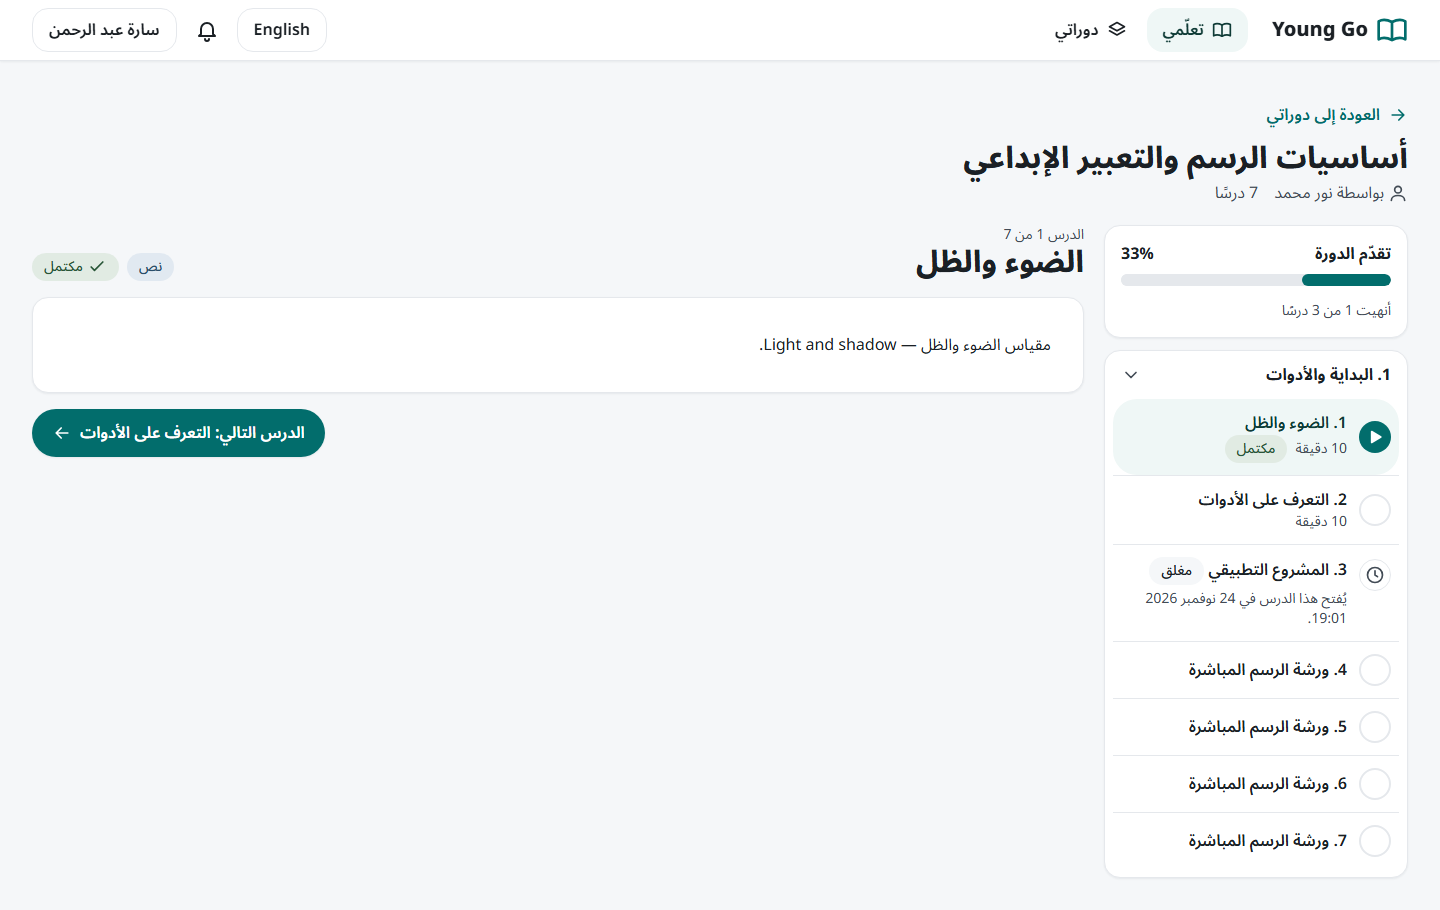 Young Go
تعلّمي
دوراتي
English
سارة عبد الرحمن
العودة إلى دوراتي
أساسيات الرسم والتعبير الإبداعي
بواسطة نور محمد 7 درسًا
تقدّم الدورة 33%
أنهيت 1 من 3 درسًا
1. البداية والأدوات
1. الضوء والظل
10 دقيقة مكتمل
2. التعرف على الأدوات
10 دقيقة
3. المشروع التطبيقي مغلق
يُفتح هذا الدرس في 24 نوفمبر 2026
19:01.
4. ورشة الرسم المباشرة
5. ورشة الرسم المباشرة
6. ورشة الرسم المباشرة
7. ورشة الرسم المباشرة
الدرس 1 من 7
الضوء والظل
نص
مكتمل
مقياس الضوء والظل — Light and shadow.
الدرس التالي: التعرف على الأدوات